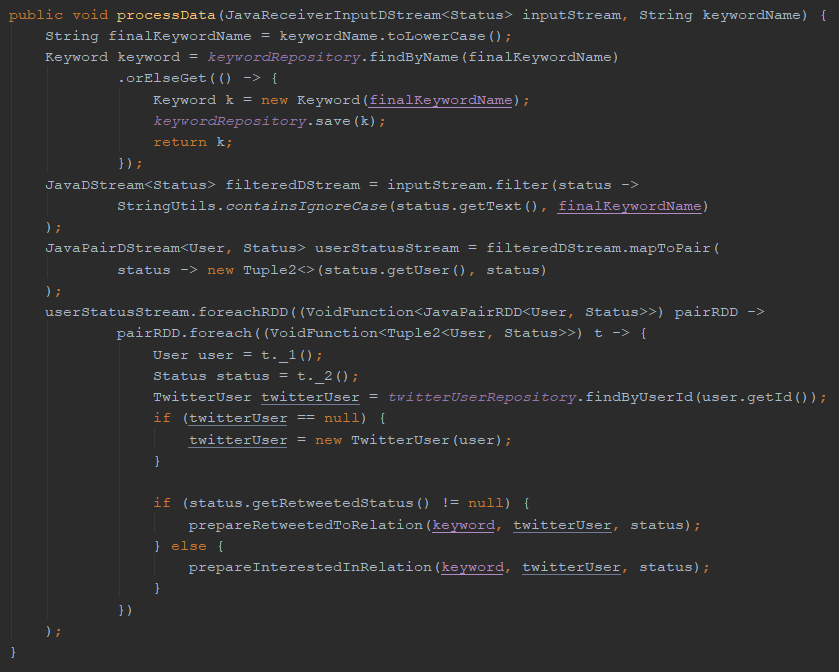 public void processData(JavaReceiverInputDStream<Status> inputStream, String keywordName) {
    String finalKeywordName = keywordName.toLowerCase();
    Keyword keyword = keywordRepository.findByName(finalKeywordName)
            .orElseGet(() -> {
                Keyword k = new Keyword(finalKeywordName);
                keywordRepository.save(k);
                return k;
            });
    JavaDStream<Status> filteredDStream = inputStream.filter(status ->
            StringUtils.containsIgnoreCase(status.getText(), finalKeywordName)
    );
    JavaPairDStream<User, Status> userStatusStream = filteredDStream.mapToPair(
            status -> new Tuple2<>(status.getUser(), status)
    );
    userStatusStream.foreachRDD((VoidFunction<JavaPairRDD<User, Status>>) pairRDD ->
            pairRDD.foreach((VoidFunction<Tuple2<User, Status>>) t -> {
                User user = t._1();
                Status status = t._2();
                TwitterUser twitterUser = twitterUserRepository.findByUserId(user.getId());
                if (twitterUser == null) {
                    twitterUser = new TwitterUser(user);
                }

                if (status.getRetweetedStatus() != null) {
                    prepareRetweetedToRelation(keyword, twitterUser, status);
                } else {
                    prepareInterestedInRelation(keyword, twitterUser, status);
                }
            })
    );
}